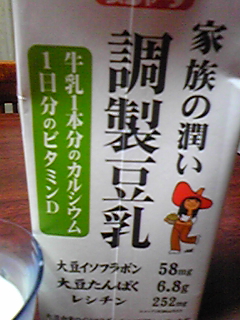 家族の潤い
調製豆乳
牛乳1本分のカルシウム
1日分のビタミンD
大豆イソフラボン 58mg
大豆たんぱく 6.8g
レシチン 252mg